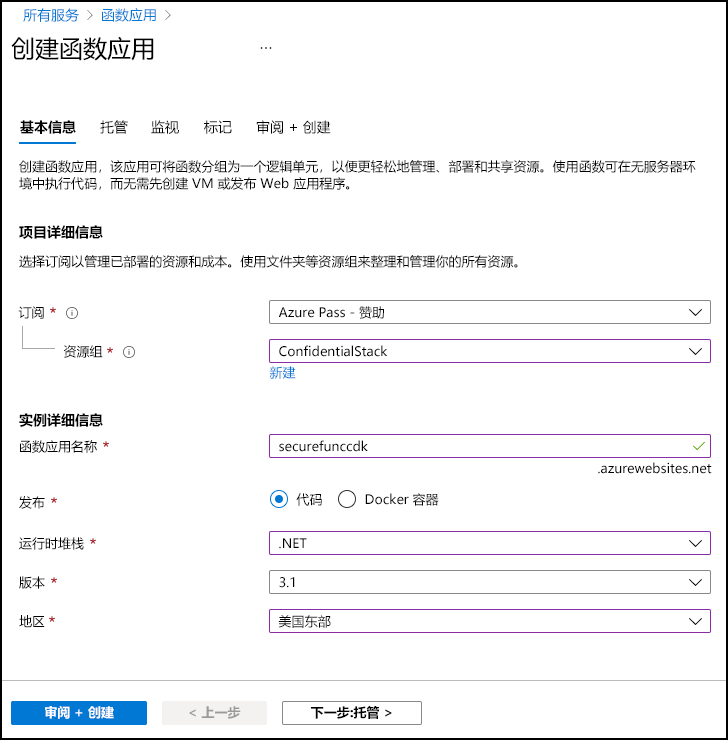 所有服务 > 函数应用 >
创建函数应用 ...
基本信息 托管 监视 标记 审阅 + 创建
创建函数应用，该应用可将函数分组为一个逻辑单元，以便更轻松地管理、部署和共享资源。使用函数可在无服务器环
境中执行代码，而无需先创建 VM 或发布 Web 应用程序。
项目详细信息
选择订阅以管理已部署的资源和成本。使用文件夹等资源组来整理和管理你的所有资源。
订阅 * Azure Pass - 赞助
资源组 * ConfidentialStack
新建
实例详细信息
函数应用名称 * securefunccdk
.azurewebsites.net
发布 * 代码 Docker 容器
运行时堆栈 * .NET
版本 * 3.1
地区 * 美国东部
审阅 + 创建 < 上一步 下一步:托管 >